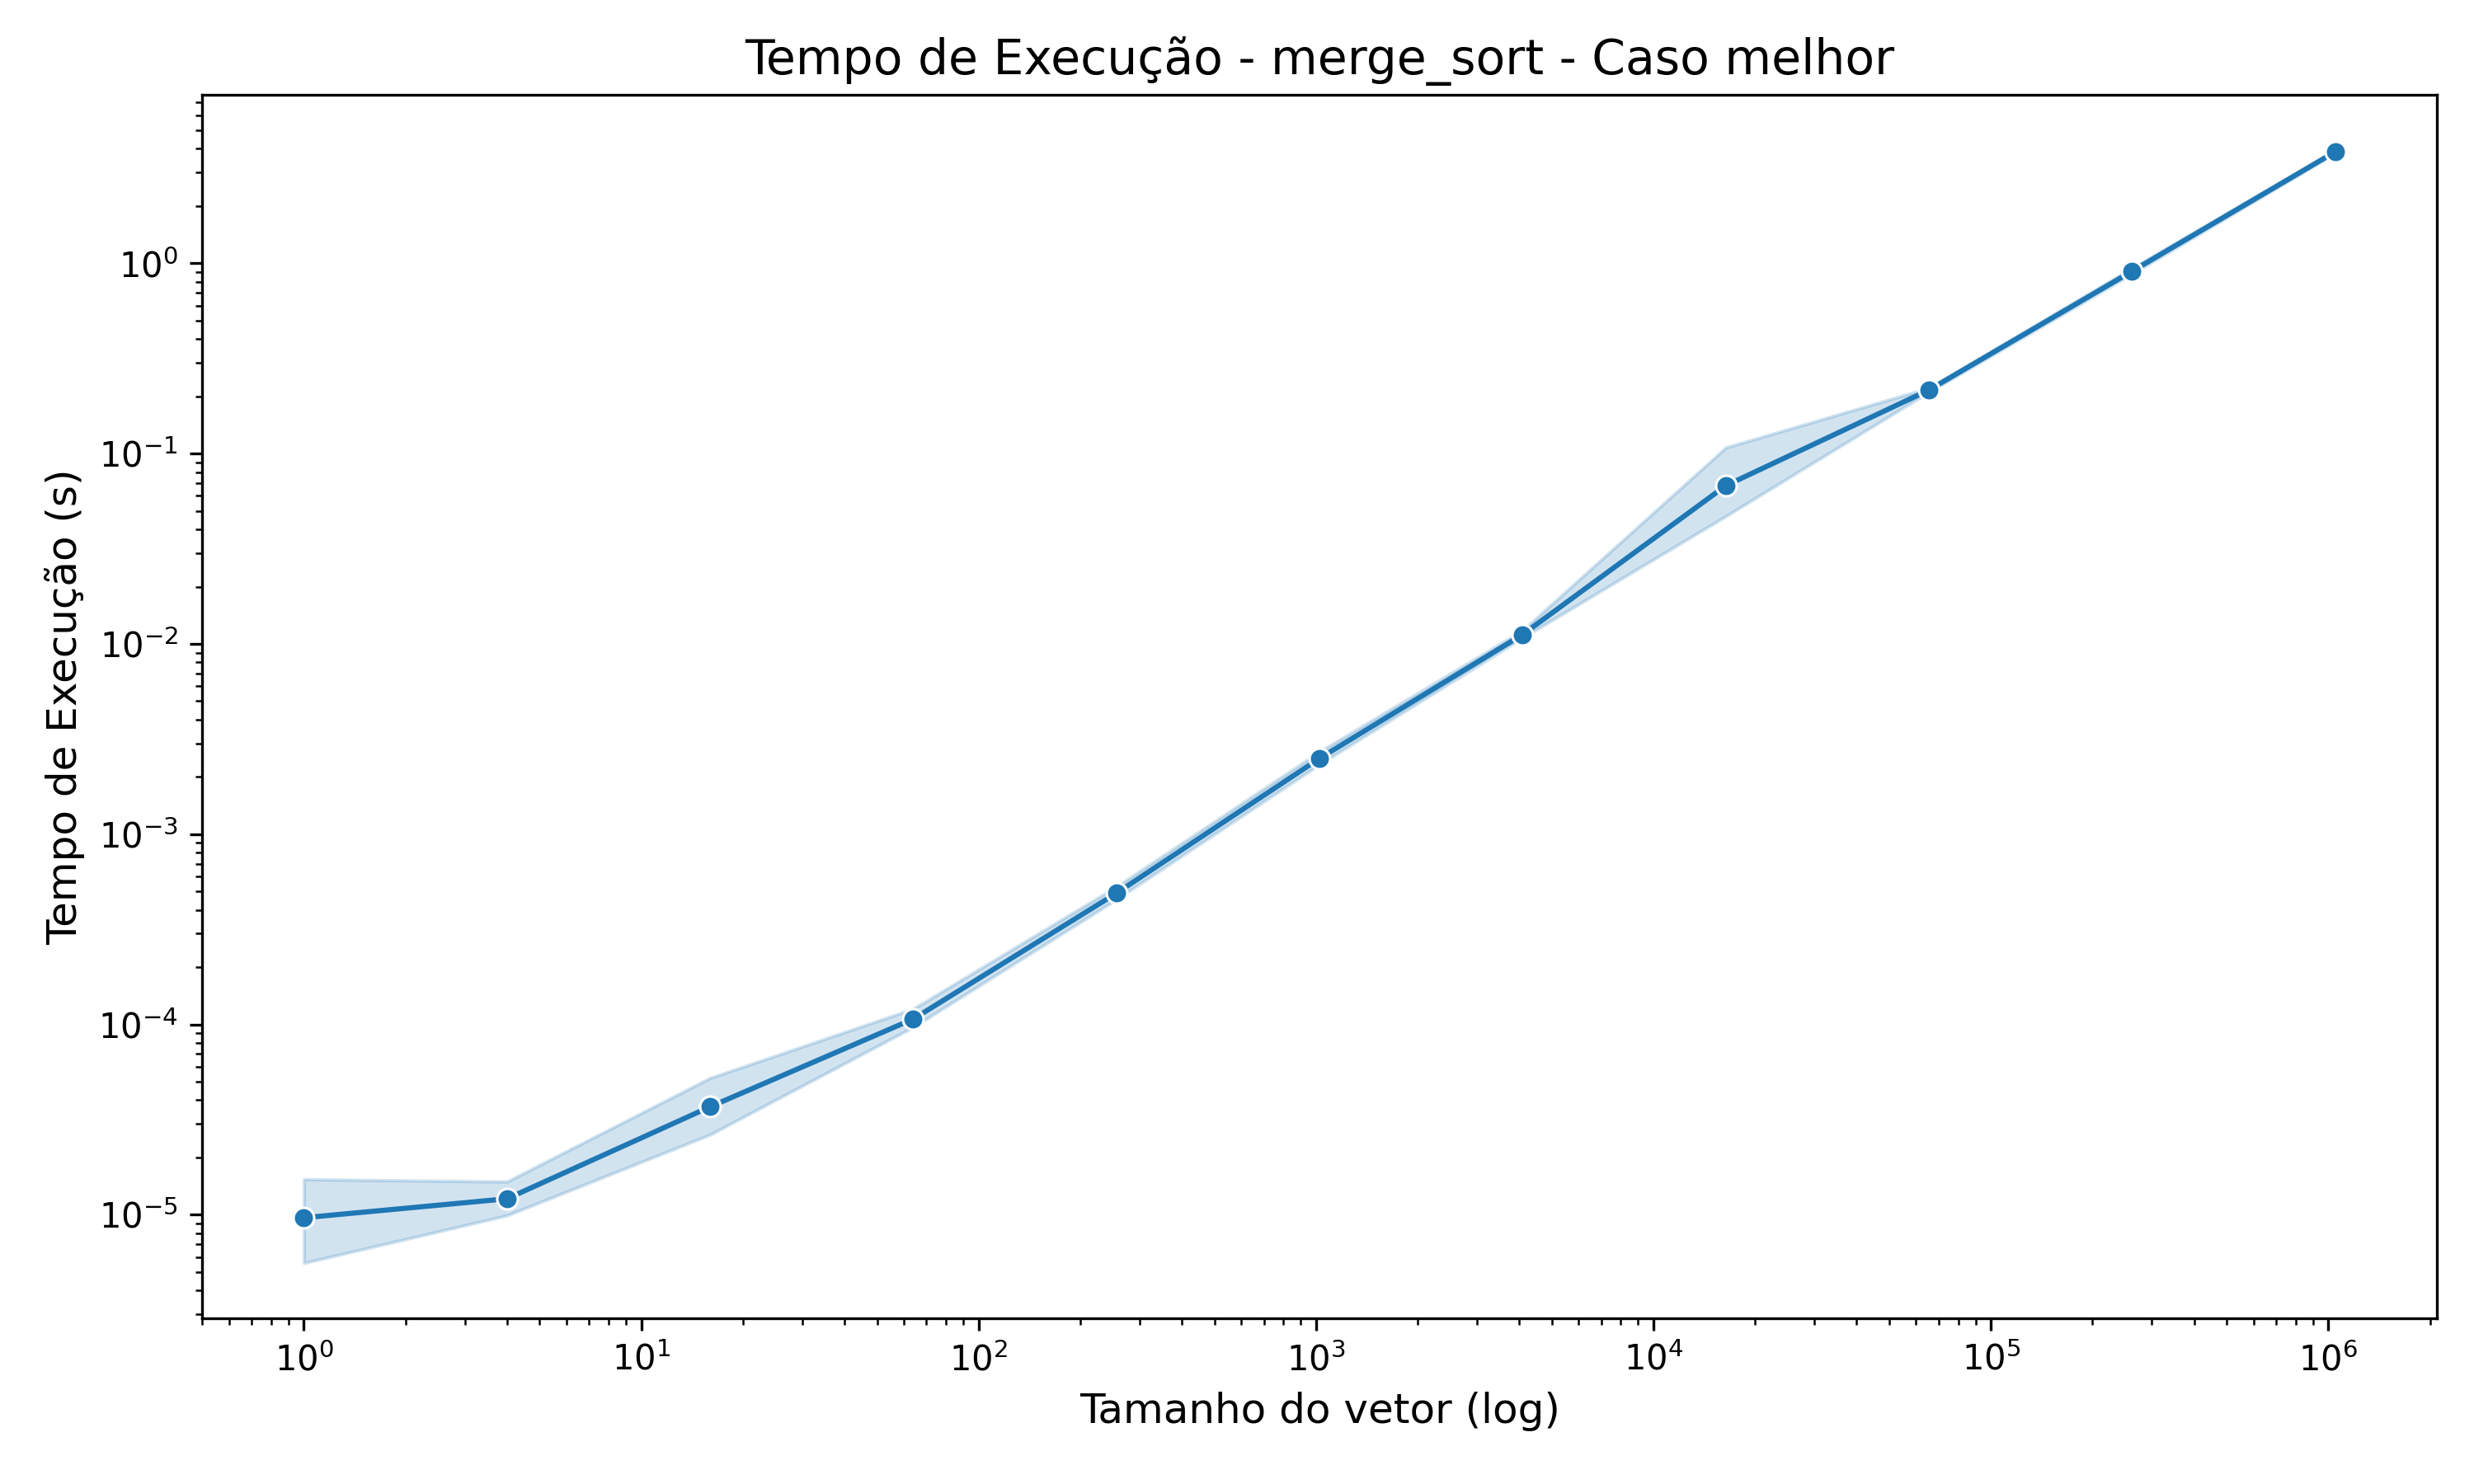 Tempo de Execução - merge_sort - Caso melhor
Tempo de Execução (s)
10⁰
10⁻¹
10⁻²
10⁻³
10⁻⁴
10⁻⁵
10⁰ 10¹ 10² 10³ 10⁴ 10⁵ 10⁶
Tamanho do vetor (log)